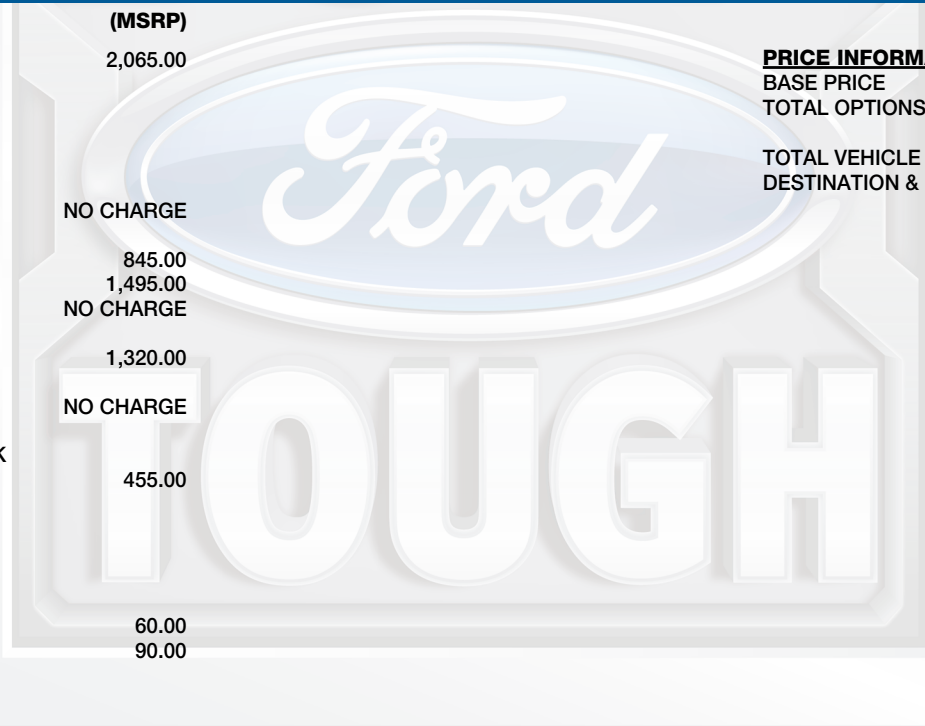 (MSRP)
2,065.00
NO CHARGE
845.00
1,495.00
NO CHARGE
1,320.00
NO CHARGE
K
455.00
60.00
90.00
PRICE INFORMA
BASE PRICE
TOTAL OPTIONS
TOTAL VEHICLE
DESTINATION &
Ford
TOUGH